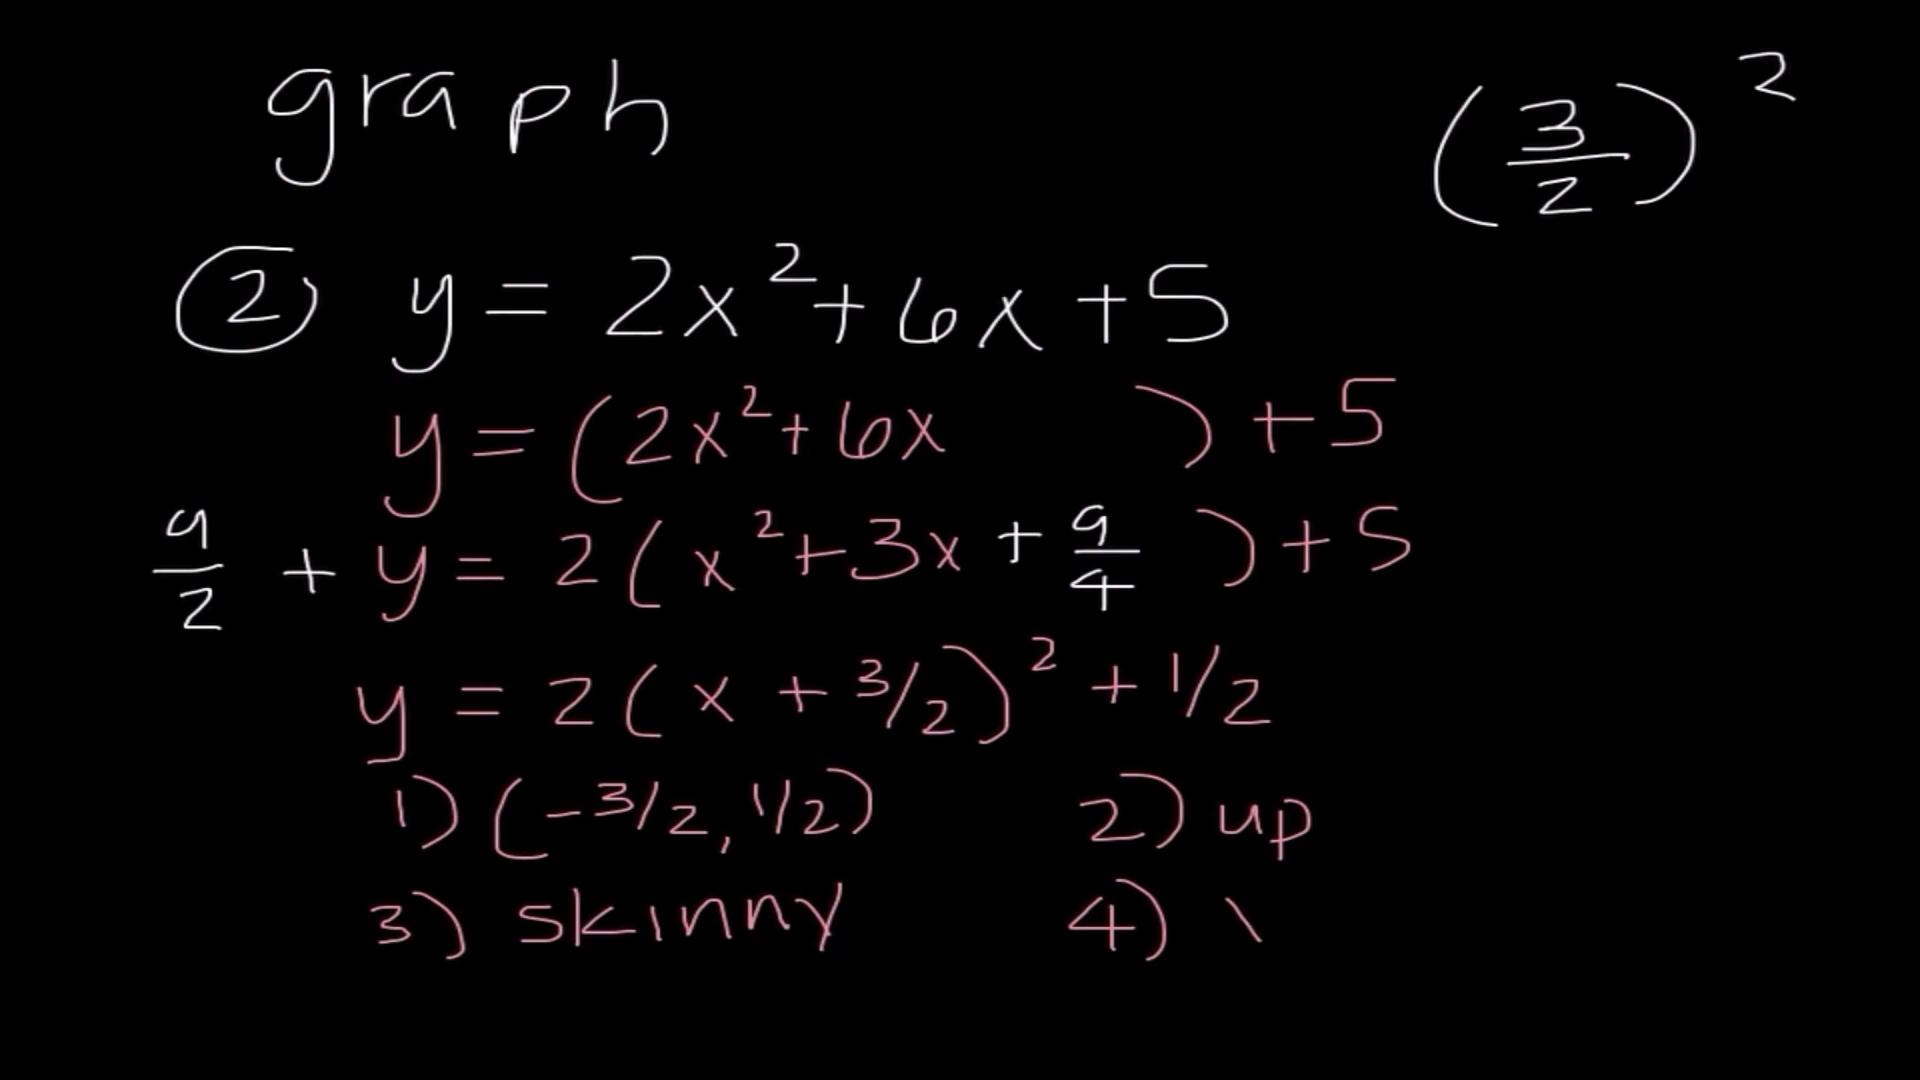 graph
(3/2)²
② y = 2x² + 6x + 5
y = (2x² + 6x      ) + 5
9/2 + y = 2(x² + 3x + 9/4  ) + 5
y = 2(x + 3/2)² + 1/2
1) (-3/2, 1/2)  2) up
3) skinny  4) \